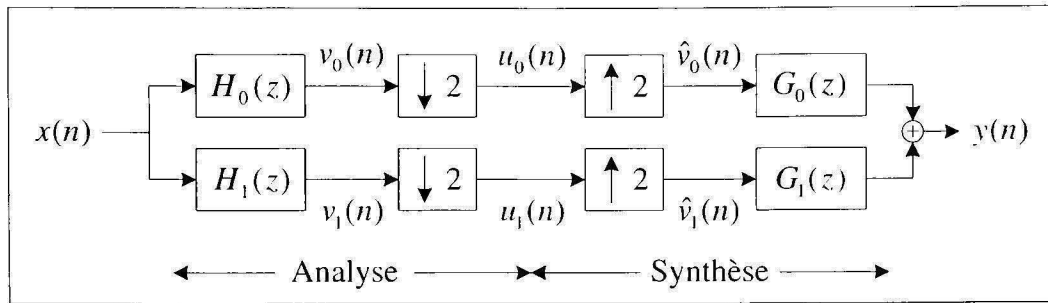 v₀(n) u₀(n) v̂₀(n)
H₀(z) ↓ 2 ↑ 2 G₀(z)
x(n) + y(n)
H₁(z) ↓ 2 ↑ 2 G₁(z)
v₁(n) u₁(n) v̂₁(n)
Analyse Synthèse